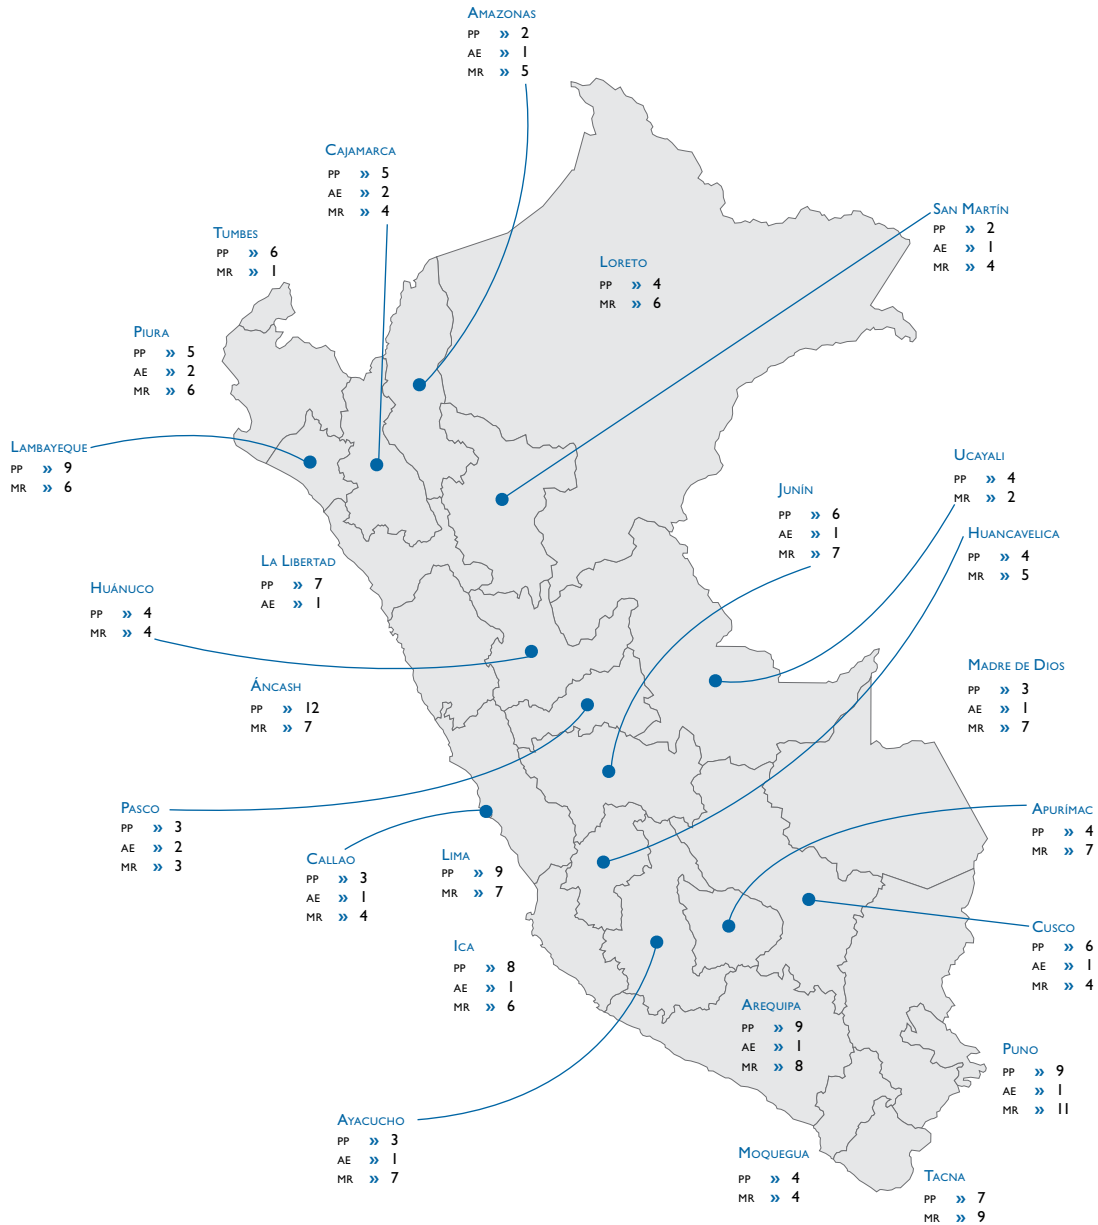 Amazonas
PP » 2
AE » 1
MR » 5
Cajamarca
PP » 5
AE » 2
MR » 4
San Martín
PP » 2
AE » 1
MR » 4
Tumbes
PP » 6
MR » 1
Loreto
PP » 4
MR » 6
Piura
PP » 5
AE » 2
MR » 6
Lambayeque
PP » 9
MR » 6
Ucayali
PP » 4
MR » 2
Junín
PP » 6
AE » 1
MR » 7
Huancavelica
PP » 4
MR » 5
La Libertad
PP » 7
AE » 1
Huánuco
PP » 4
MR » 4
Madre de Dios
PP » 3
AE » 1
MR » 7
Áncash
PP » 12
MR » 7
Pasco
PP » 3
AE » 2
MR » 3
Apurímac
PP » 4
MR » 7
Callao
PP » 3
AE » 1
MR » 4
Lima
PP » 9
MR » 7
Cusco
PP » 6
AE » 1
MR » 4
Ica
PP » 8
AE » 1
MR » 6
Arequipa
PP » 9
AE » 1
MR » 8
Puno
PP » 9
AE » 1
MR » 11
Ayacucho
PP » 3
AE » 1
MR » 7
Moquegua
PP » 4
MR » 4
Tacna
PP » 7
MR » 9